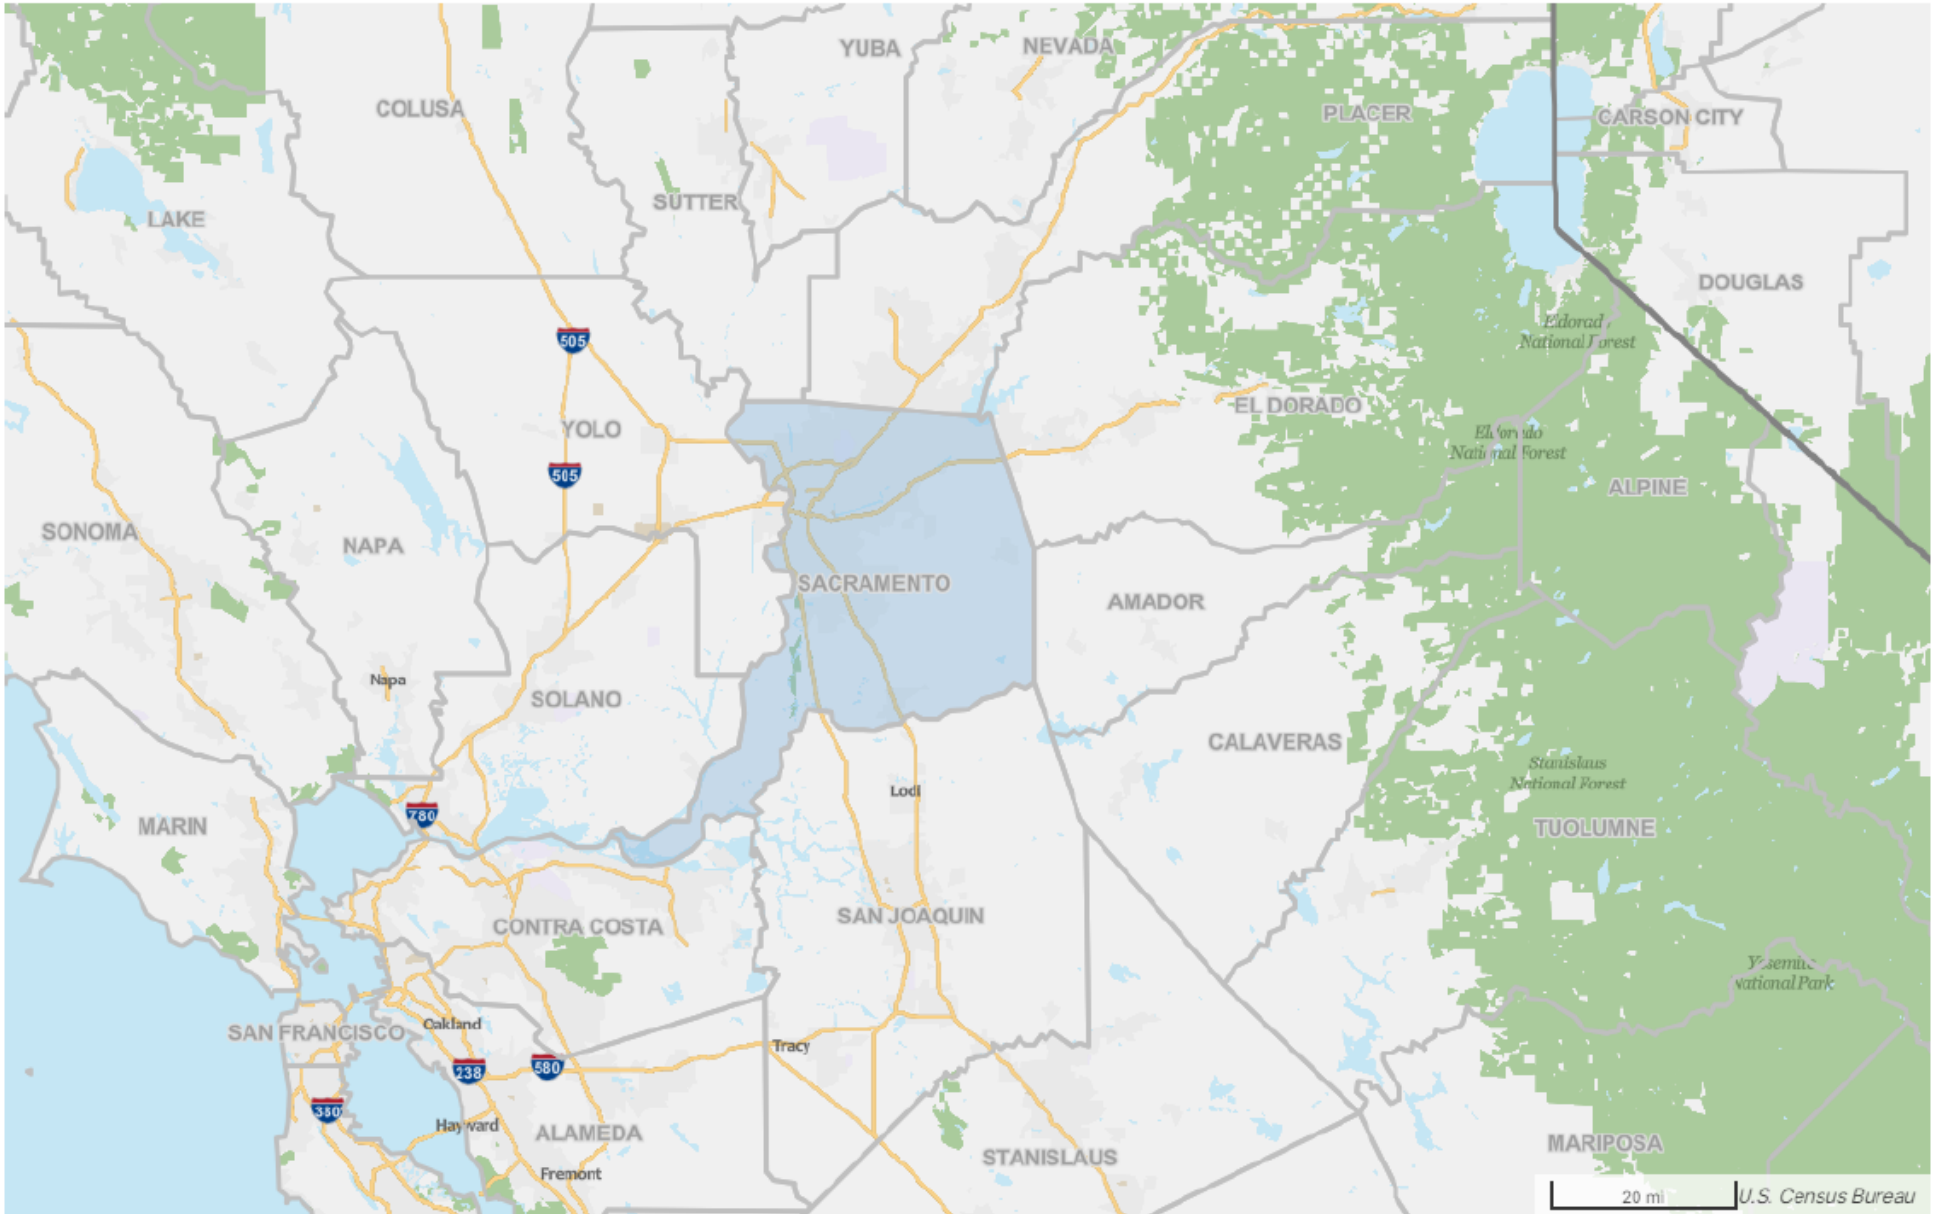 YUBA
NEVADA
COLUSA
PLACER
CARSON CITY
SUTTER
LAKE
DOUGLAS
Eldorado
National Forest
505
EL DORADO
YOLO
Eldorado
National Forest
505
ALPINE
SONOMA
NAPA
SACRAMENTO
AMADOR
Napa
SOLANO
CALAVERAS
Stanislaus
National Forest
Lodi
780
MARIN
TUOLUMNE
SAN JOAQUIN
CONTRA COSTA
Yosemite
National Park
Oakland
SAN FRANCISCO
Tracy
238
580
380
Hayward
ALAMEDA
MARIPOSA
STANISLAUS
Fremont
20 mi
U.S. Census Bureau